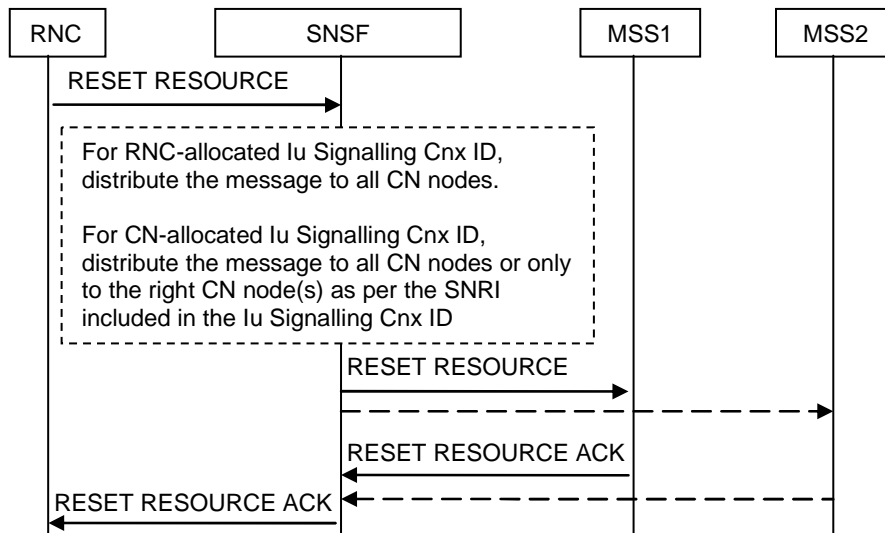 RNC
SNSF
MSS1
MSS2
RESET RESOURCE
For RNC-allocated Iu Signalling Cnx ID,
distribute the message to all CN nodes.
For CN-allocated Iu Signalling Cnx ID,
distribute the message to all CN nodes or only
to the right CN node(s) as per the SNRI
included in the Iu Signalling Cnx ID
RESET RESOURCE
RESET RESOURCE ACK
RESET RESOURCE ACK